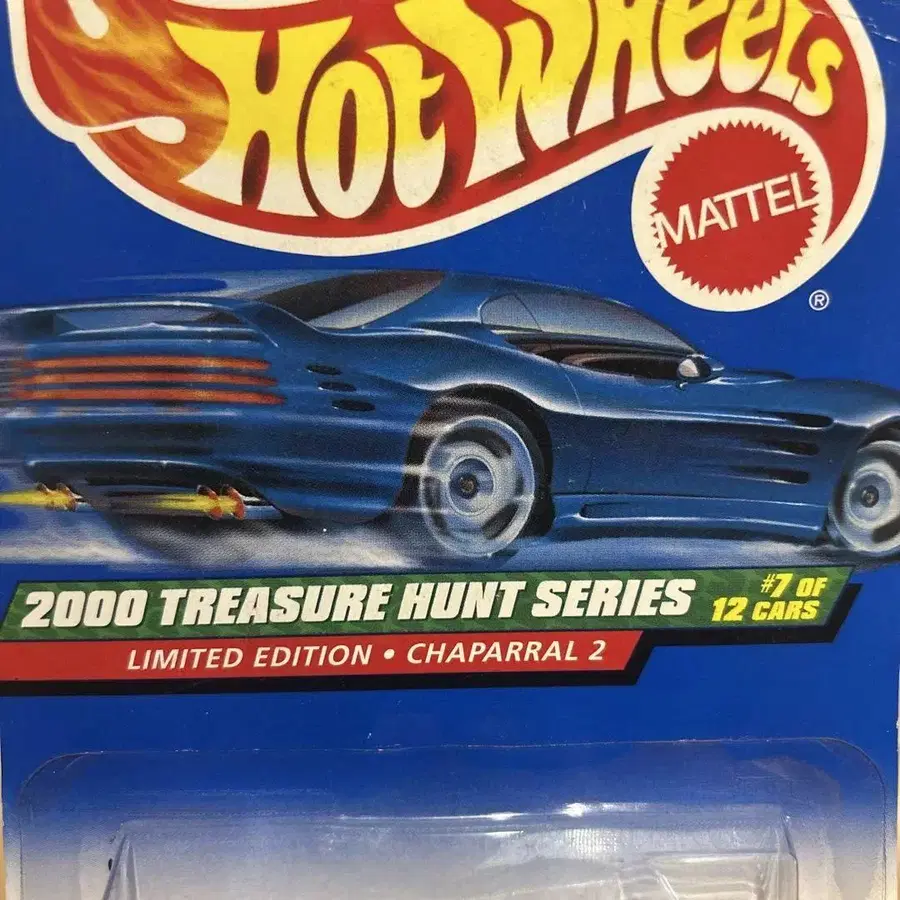 Hot Wheels
MATTEL
®
2000 TREASURE HUNT SERIES
#7 OF
12 CARS
LIMITED EDITION • CHAPARRAL 2